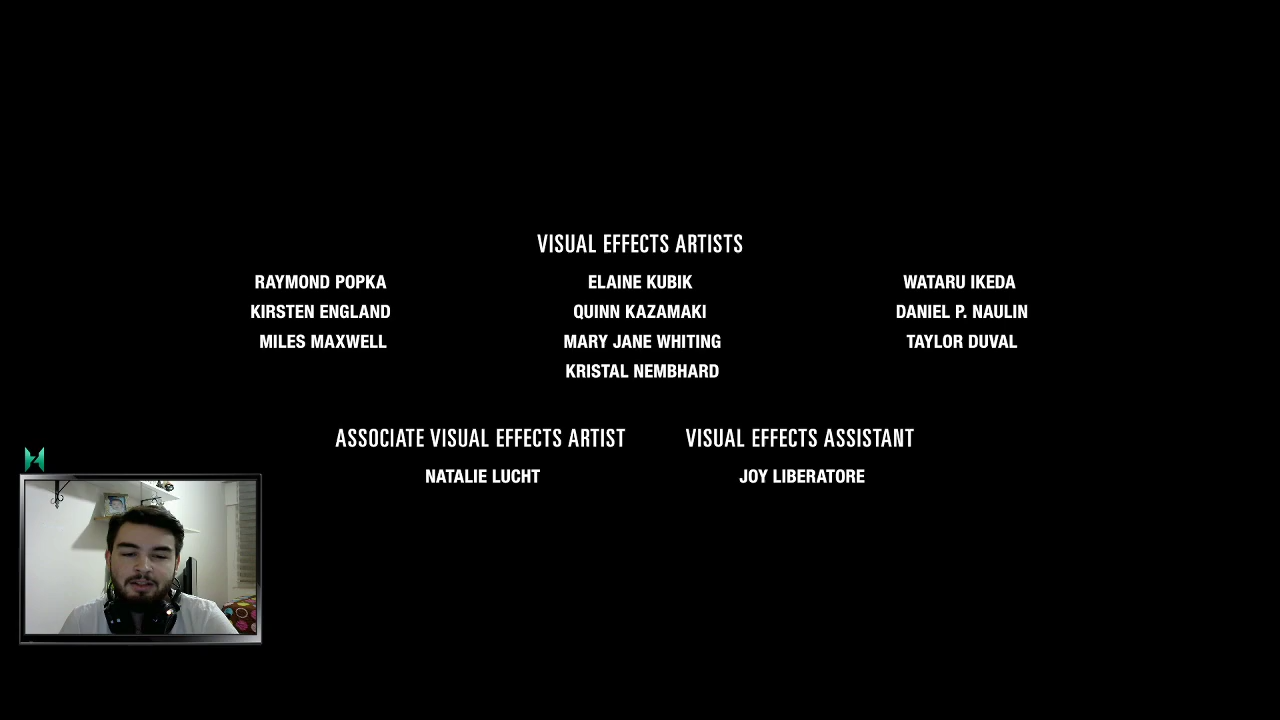 VISUAL EFFECTS ARTISTS
RAYMOND POPKA ELAINE KUBIK WATARU IKEDA
KIRSTEN ENGLAND QUINN KAZAMAKI DANIEL P. NAULIN
MILES MAXWELL MARY JANE WHITING TAYLOR DUVAL
KRISTAL NEMBHARD
ASSOCIATE VISUAL EFFECTS ARTIST VISUAL EFFECTS ASSISTANT
NATALIE LUCHT JOY LIBERATORE